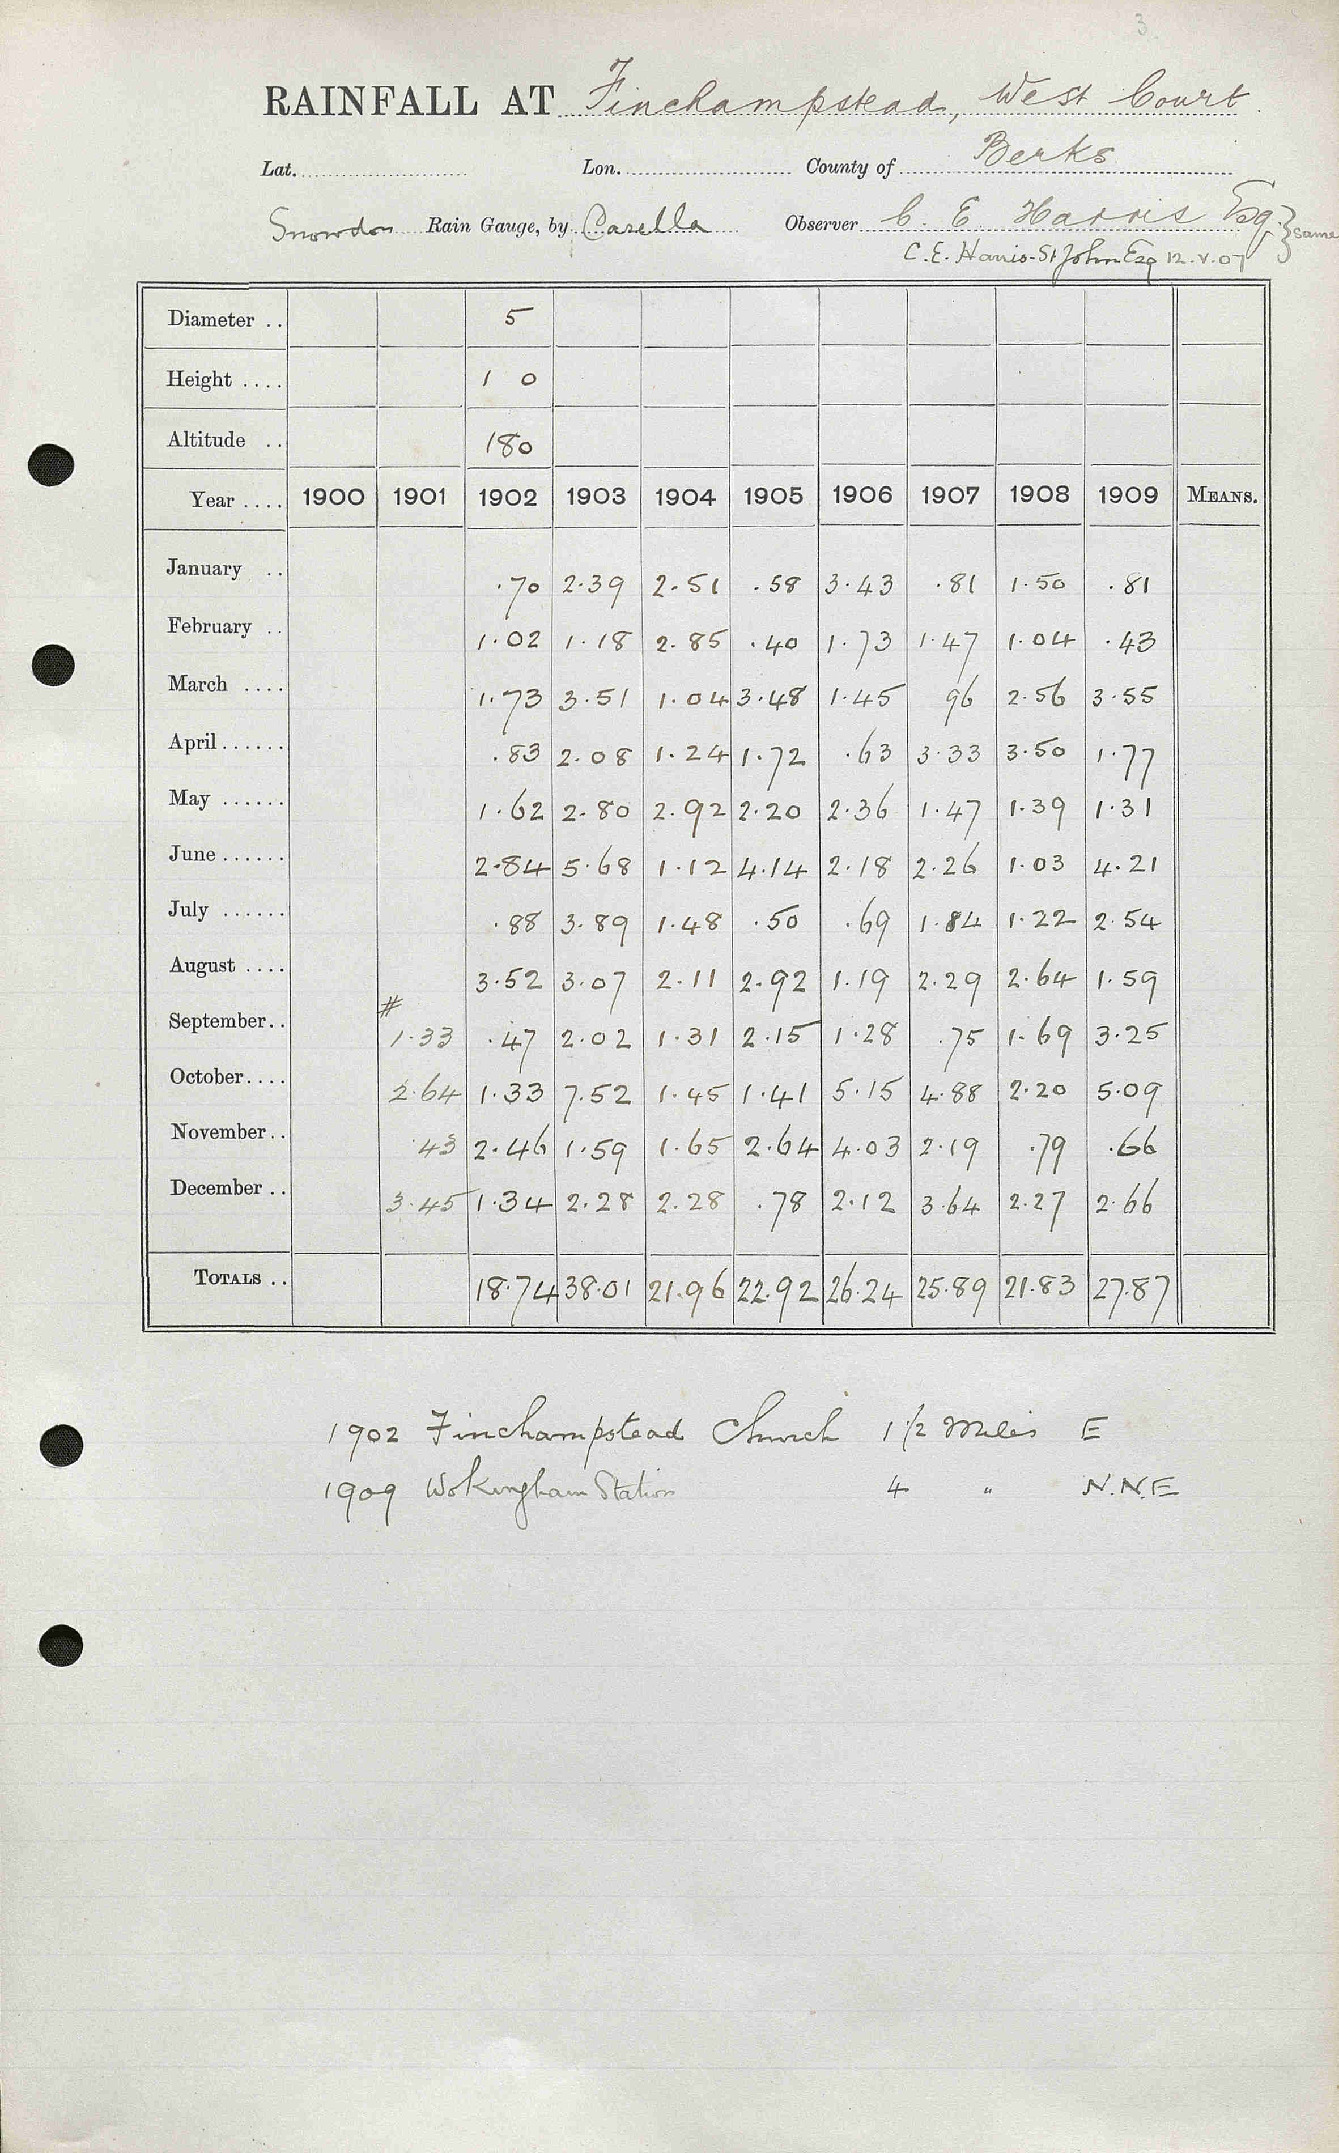 3
RAINFALL AT Finchampstead, West Court
Lat. Lon. County of Berks
Snowdon Rain Gauge, by Casella Observer C. E. Harris Esq. } same
C. E. Harris-St John Esq 12.V.07
Diameter .. 5
Height .... 1 0
Altitude .. 180
Year .... 1900 1901 1902 1903 1904 1905 1906 1907 1908 1909 MEANS.
January .. .70 2.39 2.51 .58 3.43 .81 1.50 .81
February .. 1.02 1.18 2.85 .40 1.73 1.47 1.04 .43
March .... 1.73 3.51 1.04 3.48 1.45 96 2.56 3.55
April...... .83 2.08 1.24 1.72 .63 3.33 3.50 1.77
May ...... 1.62 2.80 2.92 2.20 2.36 1.47 1.39 1.31
June...... 2.84 5.68 1.12 4.14 2.18 2.26 1.03 4.21
July ...... .88 3.89 1.48 .50 .69 1.84 1.22 2.54
August .... 3.52 3.07 2.11 2.92 1.19 2.29 2.64 1.59
#
September.. 1.33 .47 2.02 1.31 2.15 1.28 .75 1.69 3.25
October.... 2.64 1.33 7.52 1.45 1.41 5.15 4.88 2.20 5.09
November.. .43 2.46 1.59 1.65 2.64 4.03 2.19 .79 .66
December .. 3.45 1.34 2.28 2.28 .78 2.12 3.64 2.27 2.66
TOTALS .. 18.74 38.01 21.96 22.92 26.24 25.89 21.83 27.87
1902 Finchampstead Church 1 1/2 Miles E
1909 Wokingham Station 4 " N.N.E